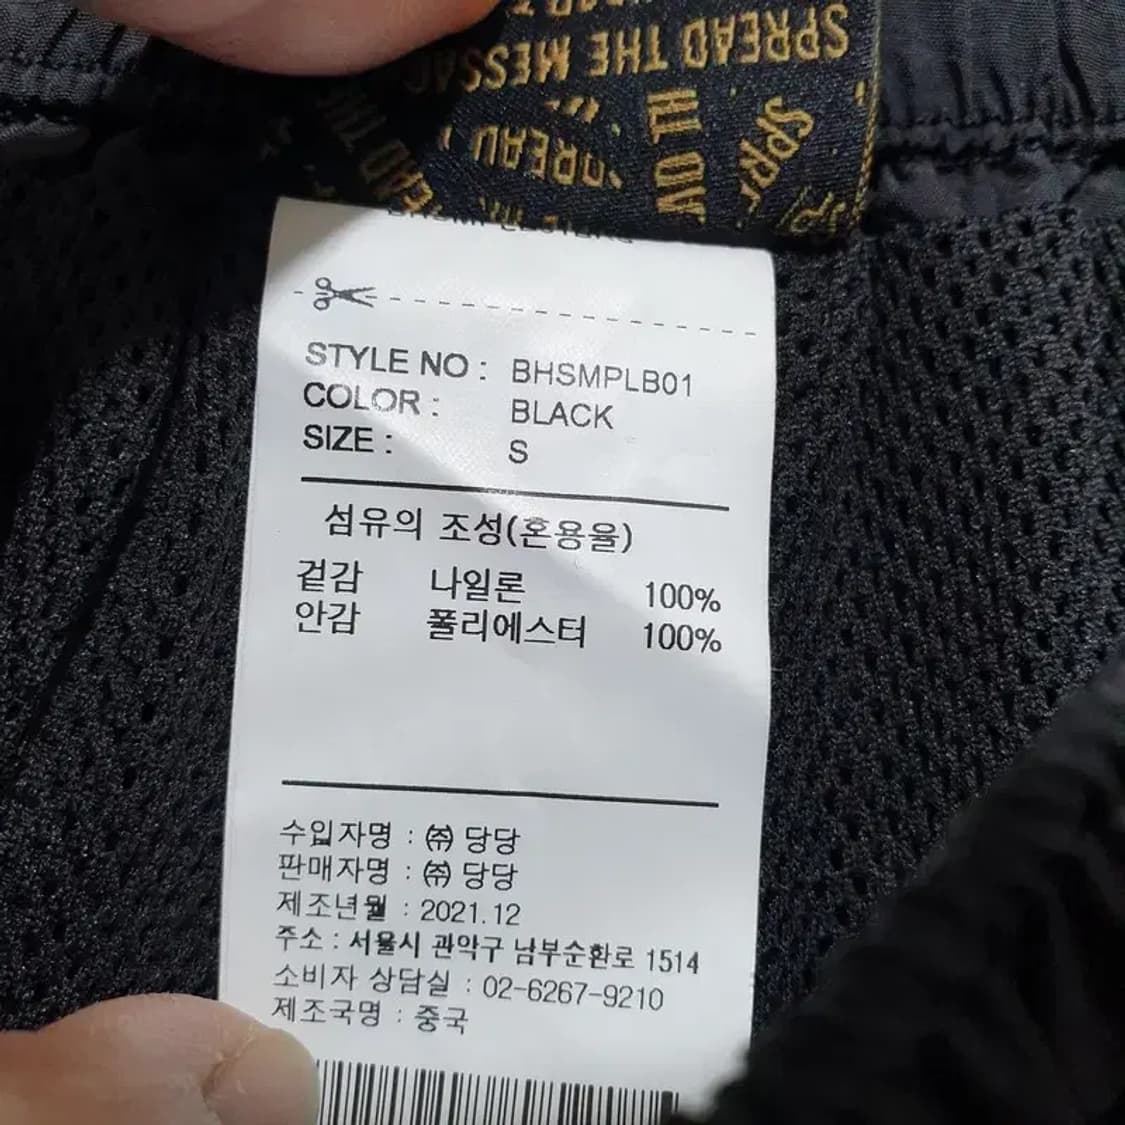 SPREAD THE MESSAG
STYLE NO : BHSMPLB01
COLOR : BLACK
SIZE : S
섬유의 조성(혼용율)
겉감 나일론 100%
안감 폴리에스터 100%
수입자명 : ㈜ 당당
판매자명 : ㈜ 당당
제조년월 : 2021.12
주소 : 서울시 관악구 남부순환로 1514
소비자 상담실 : 02-6267-9210
제조국명 : 중국